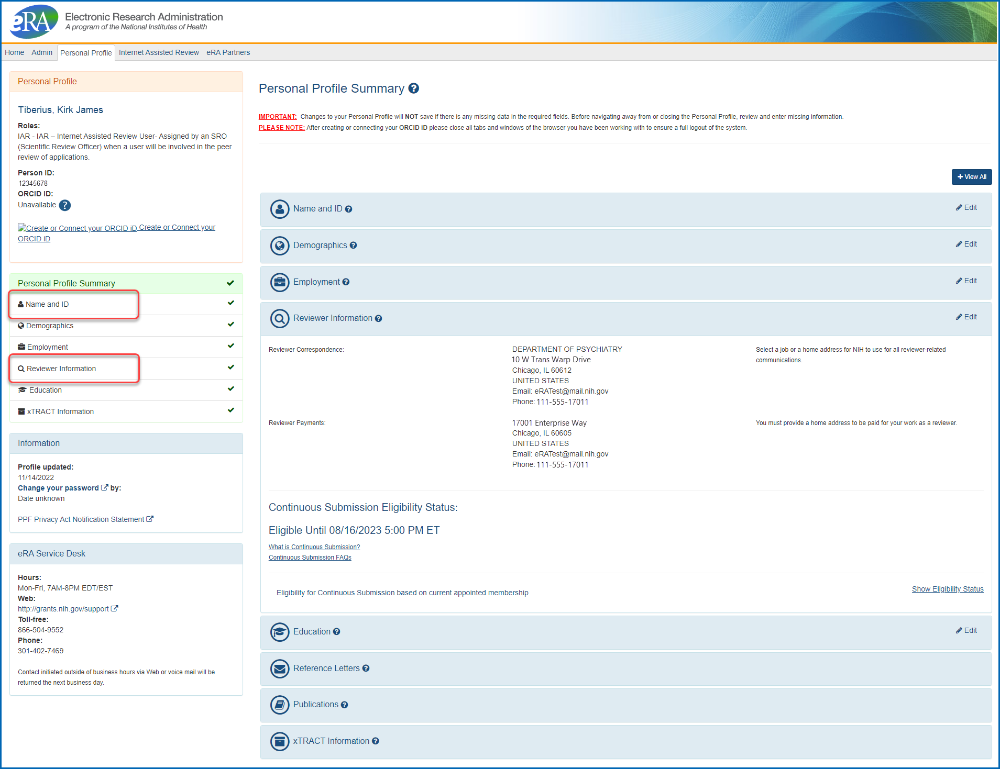 eRA
Electronic Research Administration
A program of the National Institutes of Health
Home Admin Personal Profile Internet Assisted Review eRA Partners
Personal Profile
Tiberius, Kirk James
Roles:
IAR - IAR – Internet Assisted Review User- Assigned by an SRO
(Scientific Review Officer) when a user will be involved in the peer
review of applications.
Person ID:
12345678
ORCID ID:
Unavailable ?
Create or Connect your ORCID iD Create or Connect your
ORCID iD
Personal Profile Summary
Name and ID
Demographics
Employment
Reviewer Information
Education
xTRACT Information
Information
Profile updated:
11/14/2022
Change your password by:
Date unknown
PPF Privacy Act Notification Statement
eRA Service Desk
Hours:
Mon-Fri, 7AM-8PM EDT/EST
Web:
http://grants.nih.gov/support
Toll-free:
866-504-9552
Phone:
301-402-7469
Contact initiated outside of business hours via Web or voice mail will be
returned the next business day.
Personal Profile Summary ?
IMPORTANT: Changes to your Personal Profile will NOT save if there is any missing data in the required fields. Before navigating away from or closing the Personal Profile, review and enter missing information.
PLEASE NOTE: After creating or connecting your ORCID iD please close all tabs and windows of the browser you have been working with to ensure a full logout of the system.
+ View All
Name and ID ? Edit
Demographics ? Edit
Employment ? Edit
Reviewer Information ? Edit
Reviewer Correspondence:
DEPARTMENT OF PSYCHIATRY
10 W Trans Warp Drive
Chicago, IL 60612
UNITED STATES
Email: eRATest@mail.nih.gov
Phone: 111-555-17011
Select a job or a home address for NIH to use for all reviewer-related
communications.
Reviewer Payments:
17001 Enterprise Way
Chicago, IL 60605
UNITED STATES
Email: eRATest@mail.nih.gov
Phone: 111-555-17011
You must provide a home address to be paid for your work as a reviewer.
Continuous Submission Eligibility Status:
Eligible Until 08/16/2023 5:00 PM ET
What is Continuous Submission?
Continuous Submission FAQs
Eligibility for Continuous Submission based on current appointed membership
Show Eligibility Status
Education ? Edit
Reference Letters ?
Publications ?
xTRACT Information ?